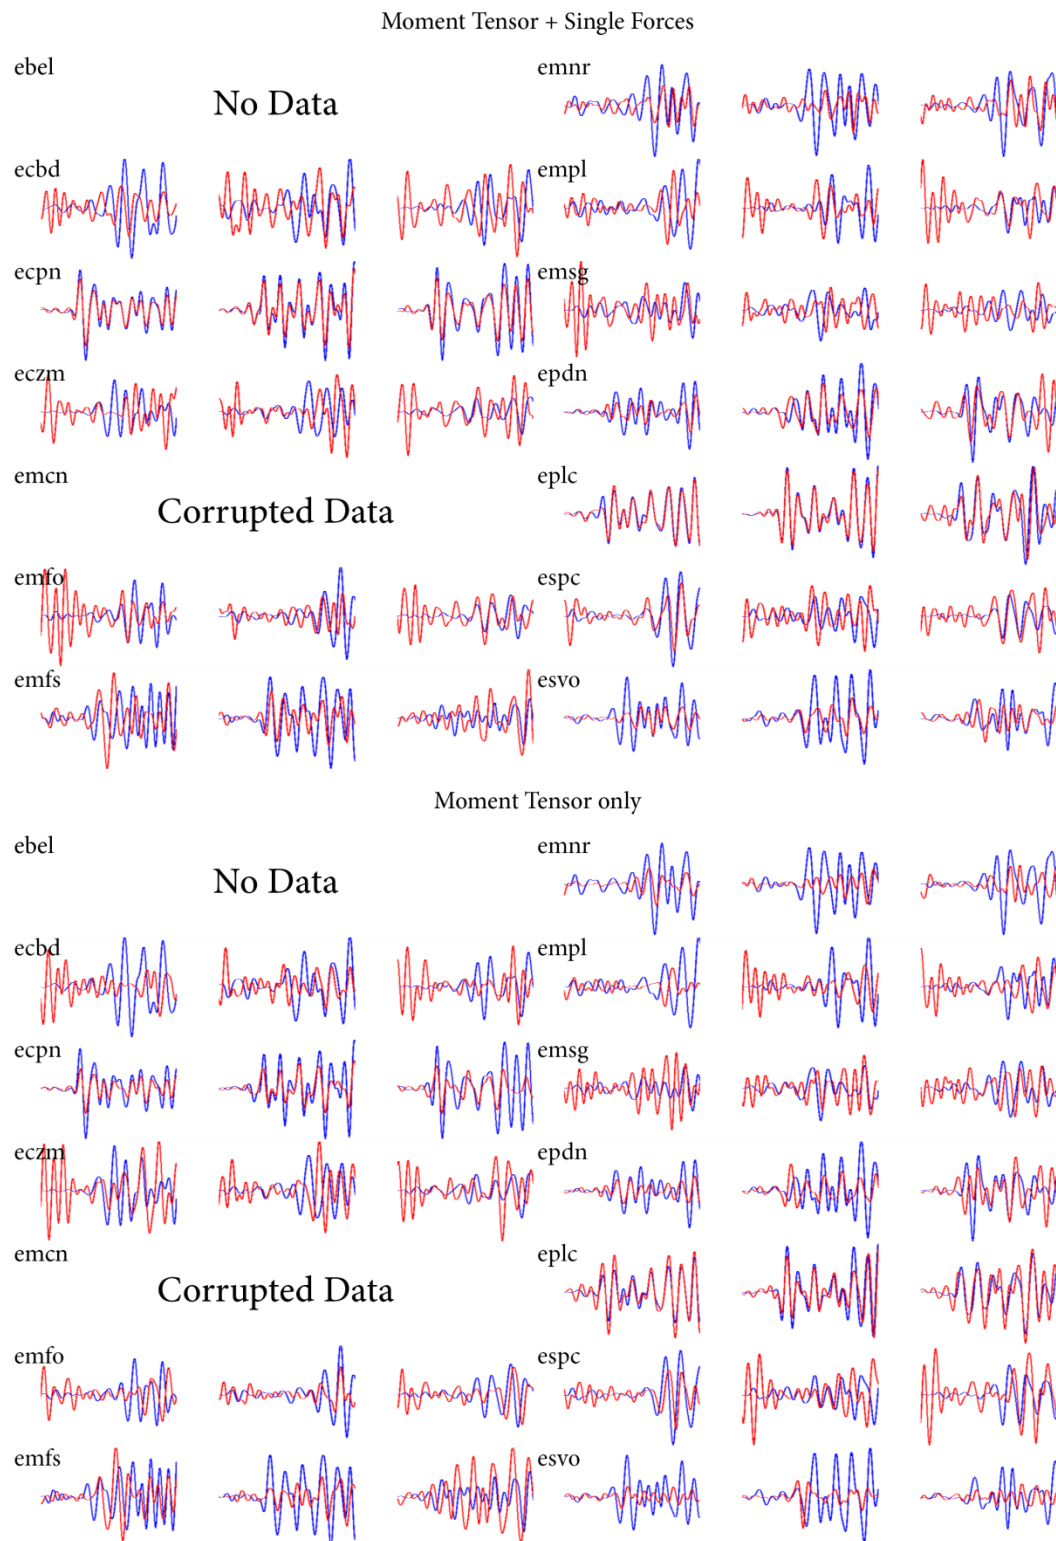 Moment Tensor + Single Forces
ebel
No Data
emnr
ecbd
empl
ecpn
emsg
eczm
epdn
emcn
Corrupted Data
eplc
emfo
espc
emfs
esvo
Moment Tensor only
ebel
No Data
emnr
ecbd
empl
ecpn
emsg
eczm
epdn
emcn
Corrupted Data
eplc
emfo
espc
emfs
esvo